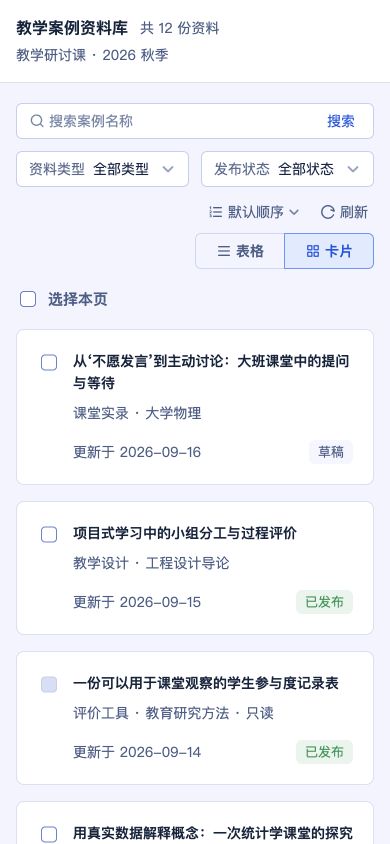 教学案例资料库 共 12 份资料
教学研讨课 · 2026 秋季
搜索案例名称 搜索
资料类型 全部类型
发布状态 全部状态
默认顺序 刷新
表格 卡片
选择本页
从‘不愿发言’到主动讨论：大班课堂中的提问
与等待
课堂实录 · 大学物理
更新于 2026-09-16 草稿
项目式学习中的小组分工与过程评价
教学设计 · 工程设计导论
更新于 2026-09-15 已发布
一份可以用于课堂观察的学生参与度记录表
评价工具 · 教育研究方法 · 只读
更新于 2026-09-14 已发布
用真实数据解释概念：一次统计学课堂的探究